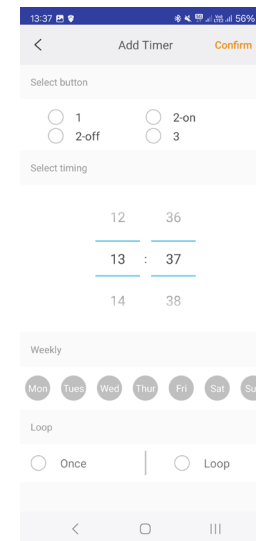 13:37 56%
Add Timer Confirm
Select button
1 2-on
2-off 3
Select timing
12 36
13 : 37
14 38
Weekly
Mon Tues Wed Thur Fri Sat Su
Loop
Once Loop